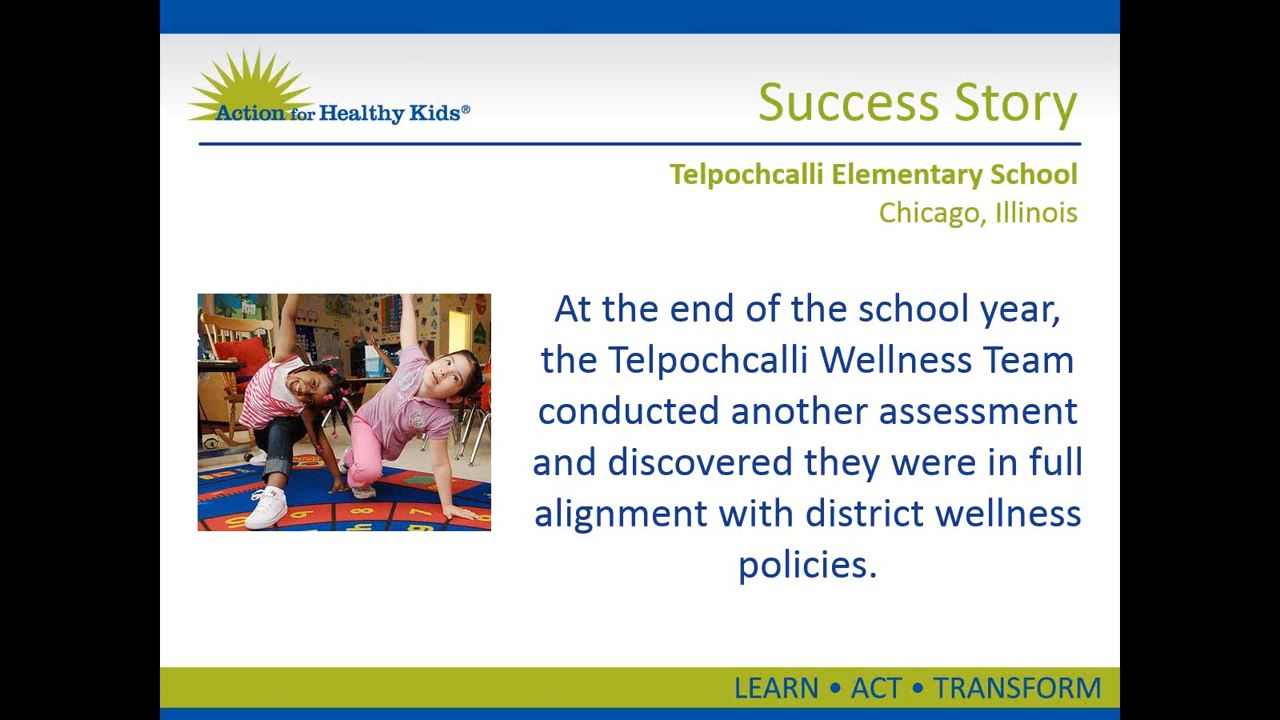 Action for Healthy Kids®
Success Story
Telpochcalli Elementary School
Chicago, Illinois
At the end of the school year,
the Telpochcalli Wellness Team
conducted another assessment
and discovered they were in full
alignment with district wellness
policies.
LEARN • ACT • TRANSFORM